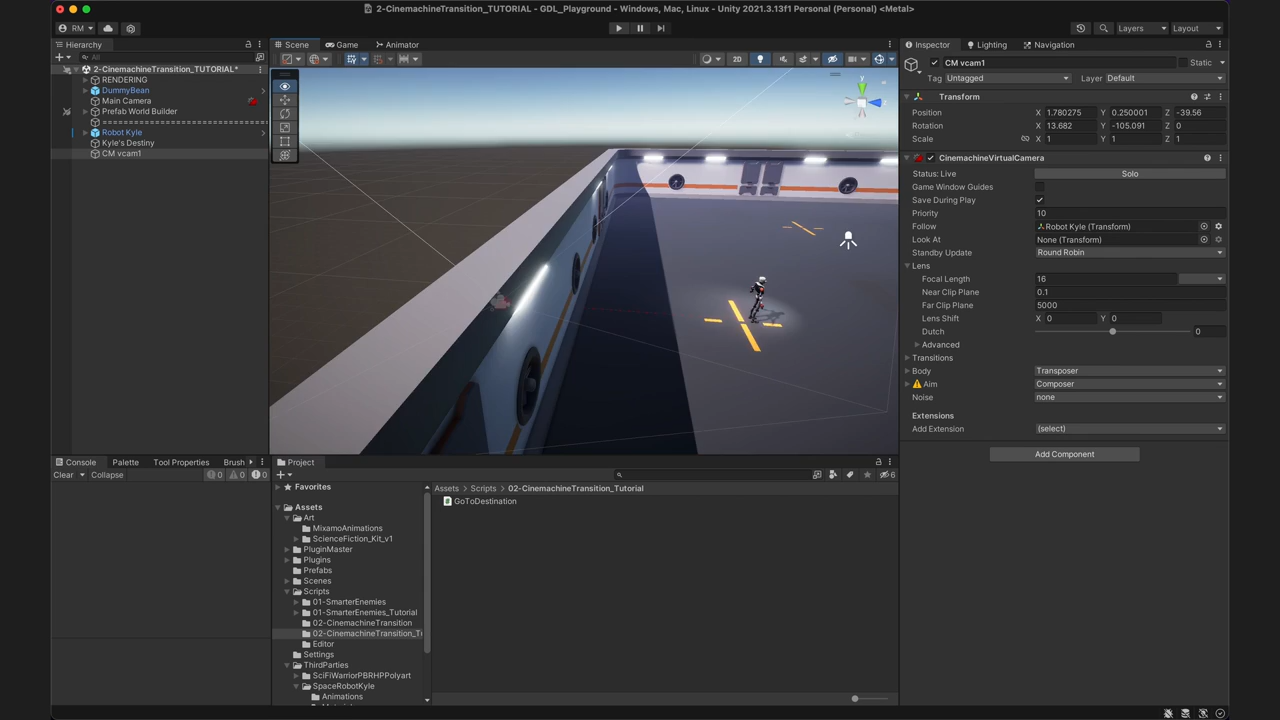 2-CinemachineTransition_TUTORIAL - GDL_Playground - Windows, Mac, Linux - Unity 2021.3.13f1 Personal (Personal) <Metal>
RM
Layers
Layout
Hierarchy
Scene
Game
Animator
Inspector
Lighting
Navigation
All
2D
2-CinemachineTransition_TUTORIAL*
RENDERING
DummyBean
Main Camera
Prefab World Builder
================================
Robot Kyle
Kyle's Destiny
CM vcam1
y
CM vcam1
Static
Tag
Untagged
Layer
Default
Transform
Position
X 1.780275 Y 0.250001 Z -39.56
Rotation
X 13.682 Y -105.091 Z 0
Scale
X 1 Y 1 Z 1
CinemachineVirtualCamera
Status: Live
Solo
Game Window Guides
Save During Play
Priority
10
Follow
Robot Kyle (Transform)
Look At
None (Transform)
Standby Update
Round Robin
Lens
Focal Length
16
Near Clip Plane
0.1
Far Clip Plane
5000
Lens Shift
X 0 Y 0
Dutch
0
Advanced
Transitions
Body
Transposer
Aim
Composer
Noise
none
Extensions
Add Extension
(select)
Add Component
Console
Palette
Tool Properties
Brush
Clear
Collapse
0
0
0
Project
6
Favorites
Assets
Art
MixamoAnimations
ScienceFiction_Kit_v1
PluginMaster
Plugins
Prefabs
Scenes
Scripts
01-SmarterEnemies
01-SmarterEnemies_Tutorial
02-CinemachineTransition
02-CinemachineTransition_Tu
Editor
Settings
ThirdParties
SciFiWarriorPBRHPPolyart
SpaceRobotKyle
Animations
Assets
Scripts
02-CinemachineTransition_Tutorial
GoToDestination